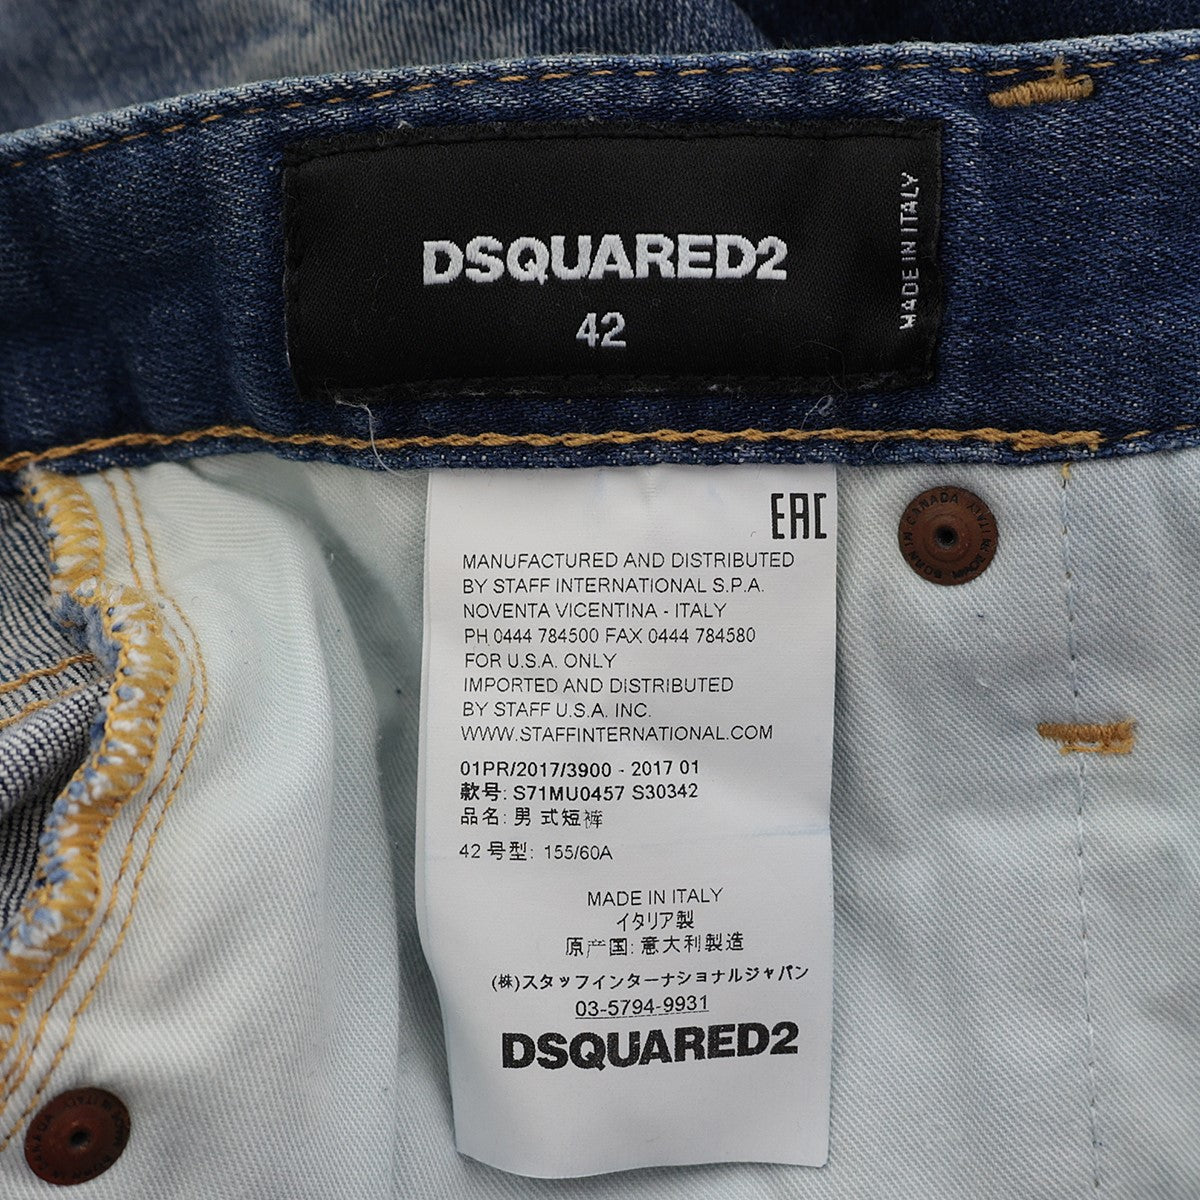 DSQUARED2
42
MADE IN ITALY
EAC
MANUFACTURED AND DISTRIBUTED
BY STAFF INTERNATIONAL S.P.A.
NOVENTA VICENTINA - ITALY
PH 0444 784500 FAX 0444 784580
FOR U.S.A. ONLY
IMPORTED AND DISTRIBUTED
BY STAFF U.S.A. INC.
WWW.STAFFINTERNATIONAL.COM
01PR/2017/3900 - 2017 01
款号: S71MU0457 S30342
品名: 男 式短裤
42 号型: 155/60A
MADE IN ITALY
イタリア製
原产国: 意大利製造
(株)スタッフインターナショナルジャパン
03-5794-9931
DSQUARED2
BORN IN CANADA